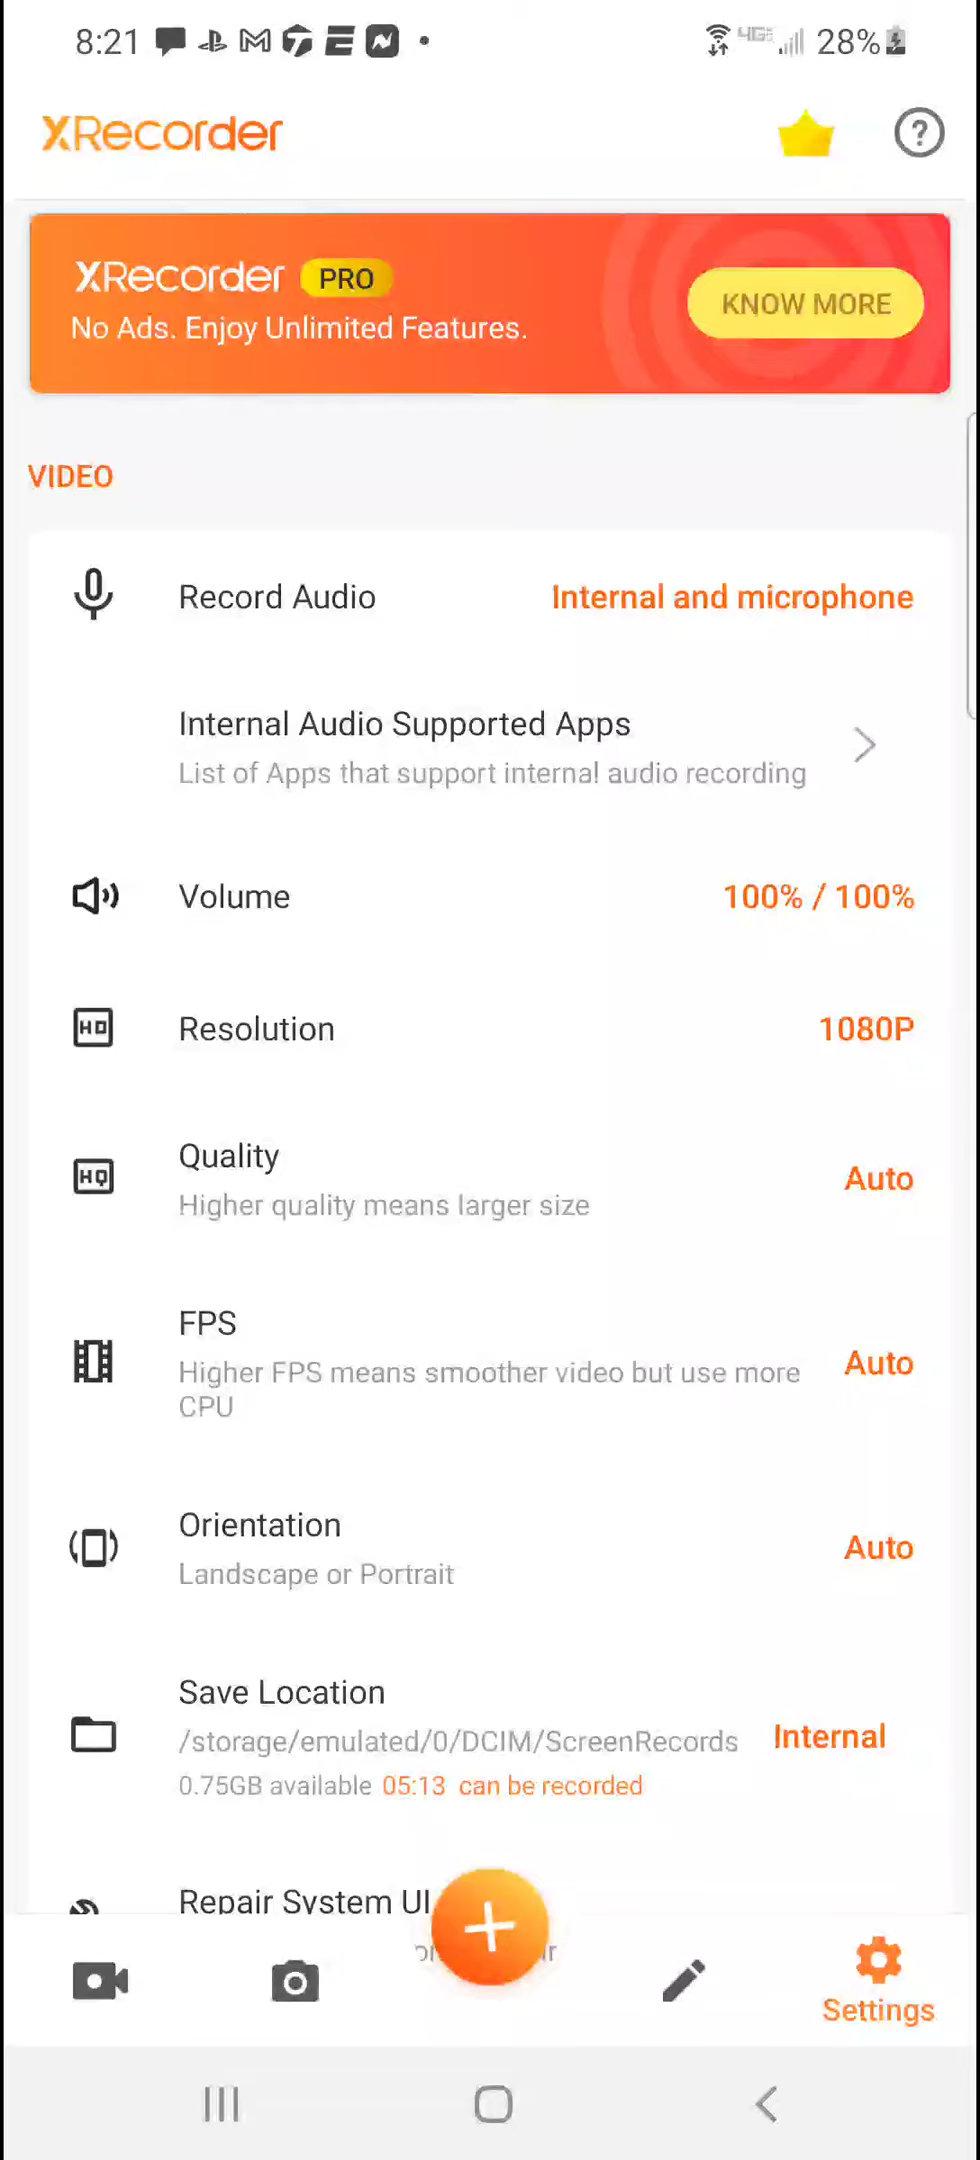 8:21
4GE
28%
XRecorder
?
XRecorder PRO
No Ads. Enjoy Unlimited Features.
KNOW MORE
VIDEO
Record Audio
Internal and microphone
Internal Audio Supported Apps
List of Apps that support internal audio recording
Volume
100% / 100%
HD
Resolution
1080P
HQ
Quality
Higher quality means larger size
Auto
FPS
Higher FPS means smoother video but use more
CPU
Auto
Orientation
Landscape or Portrait
Auto
Save Location
/storage/emulated/0/DCIM/ScreenRecords
0.75GB available 05:13 can be recorded
Internal
Repair System UI
Settings